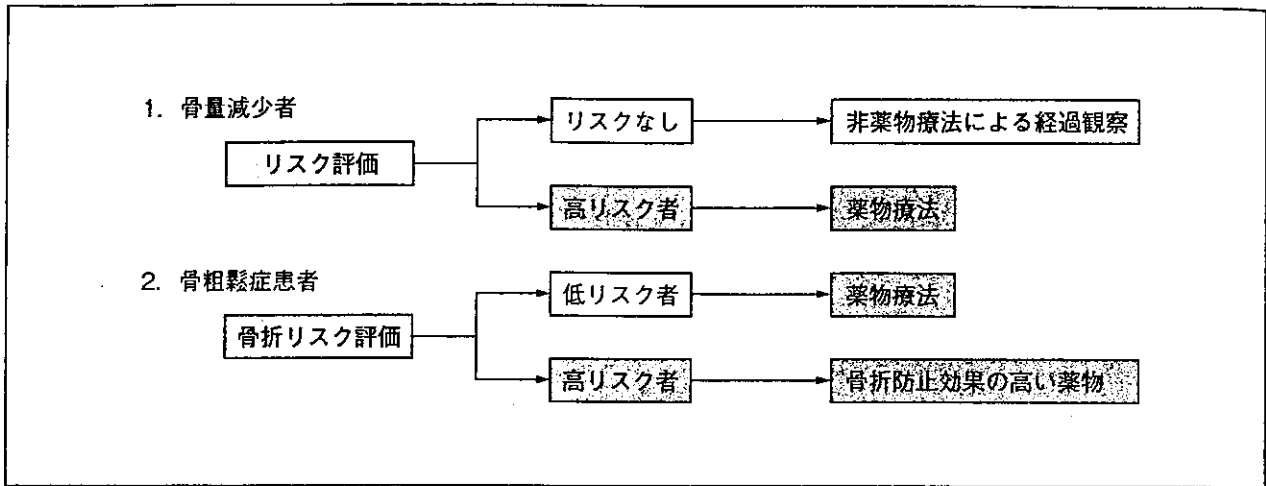 1. 骨量減少者
リスク評価
リスクなし
非薬物療法による経過観察
高リスク者
薬物療法
2. 骨粗鬆症患者
骨折リスク評価
低リスク者
薬物療法
高リスク者
骨折防止効果の高い薬物